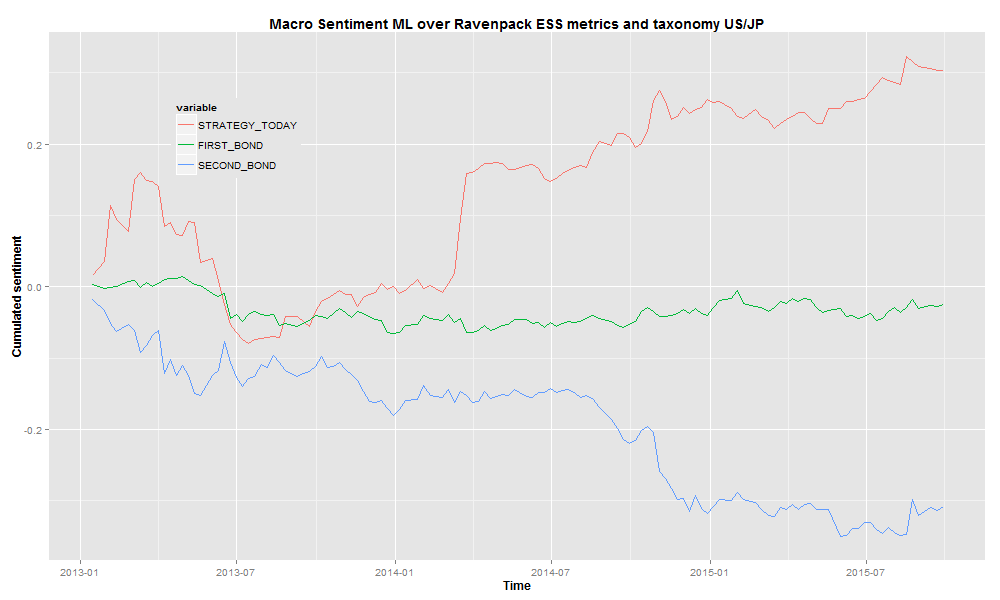 Macro Sentiment ML over Ravenpack ESS metrics and taxonomy US/JP
variable
STRATEGY_TODAY
FIRST_BOND
SECOND_BOND
Cumulated sentiment
0.2
0.0
-0.2
2013-01
2013-07
2014-01
2014-07
2015-01
2015-07
Time